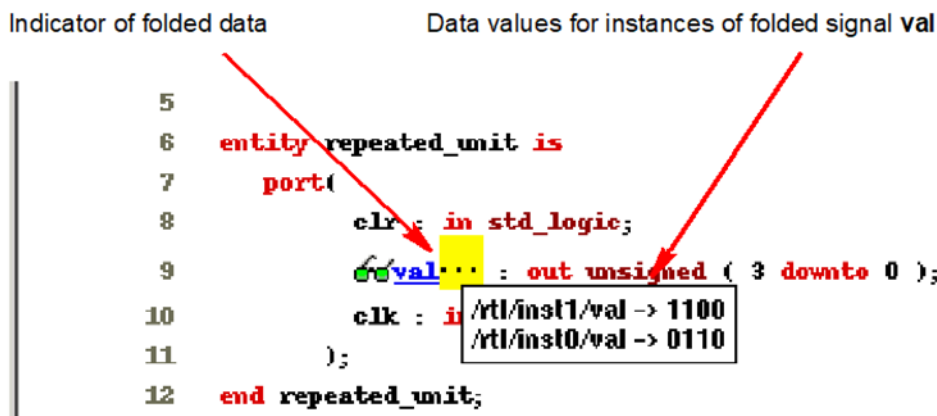 Indicator of folded data
Data values for instances of folded signal val
5
6 entity repeated_unit is
7 port(
8 clr : in std_logic;
9 val... : out unsigned ( 3 downto 0 );
10 clk : i
/rtl/inst1/val -> 1100
/rtl/inst0/val -> 0110
11 );
12 end repeated_unit;